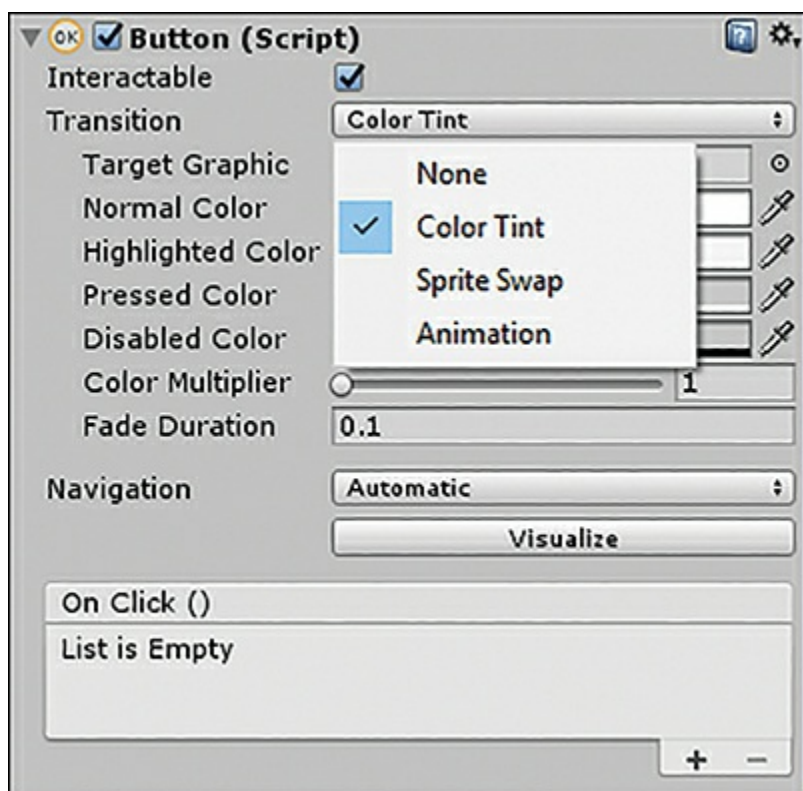 OK Button (Script)
Interactable
Transition Color Tint
None
Color Tint
Sprite Swap
Animation
Target Graphic
Normal Color
Highlighted Color
Pressed Color
Disabled Color
Color Multiplier 1
Fade Duration 0.1
Navigation Automatic
Visualize
On Click ()
List is Empty
+ −